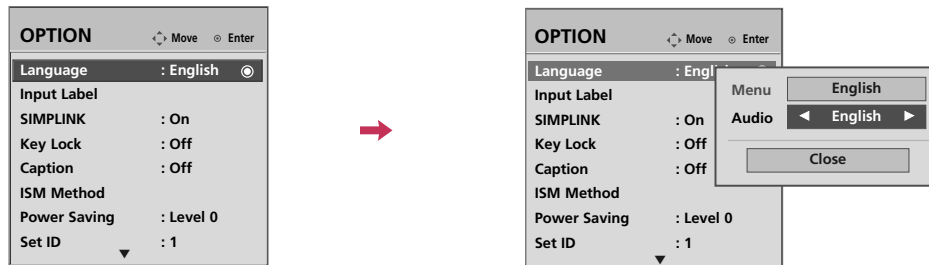 OPTION Move Enter
Language : English
Input Label
SIMPLINK : On
Key Lock : Off
Caption : Off
ISM Method
Power Saving : Level 0
Set ID : 1
OPTION Move Enter
Language : Engl
Input Label
SIMPLINK : On
Key Lock : Off
Caption : Off
ISM Method
Power Saving : Level 0
Set ID : 1
Menu English
Audio ◄ English ►
Close